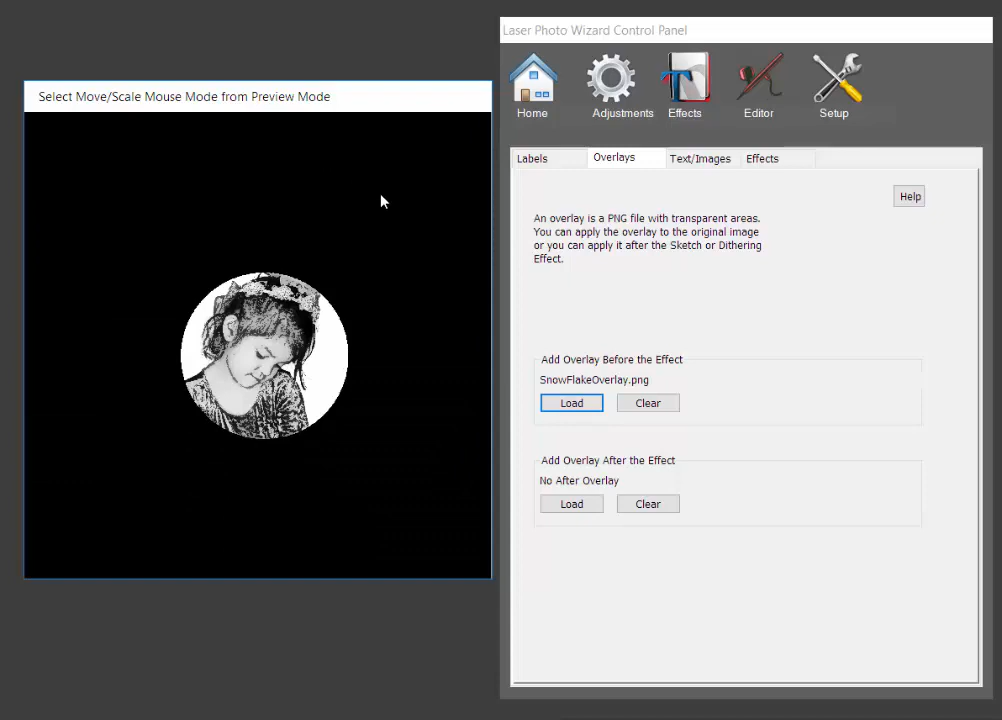 Laser Photo Wizard Control Panel
Select Move/Scale Mouse Mode from Preview Mode
Home
Adjustments
Effects
Editor
Setup
Labels
Overlays
Text/Images
Effects
Help
An overlay is a PNG file with transparent areas.
You can apply the overlay to the original image
or you can apply it after the Sketch or Dithering
Effect.
Add Overlay Before the Effect
SnowFlakeOverlay.png
Load
Clear
Add Overlay After the Effect
No After Overlay
Load
Clear